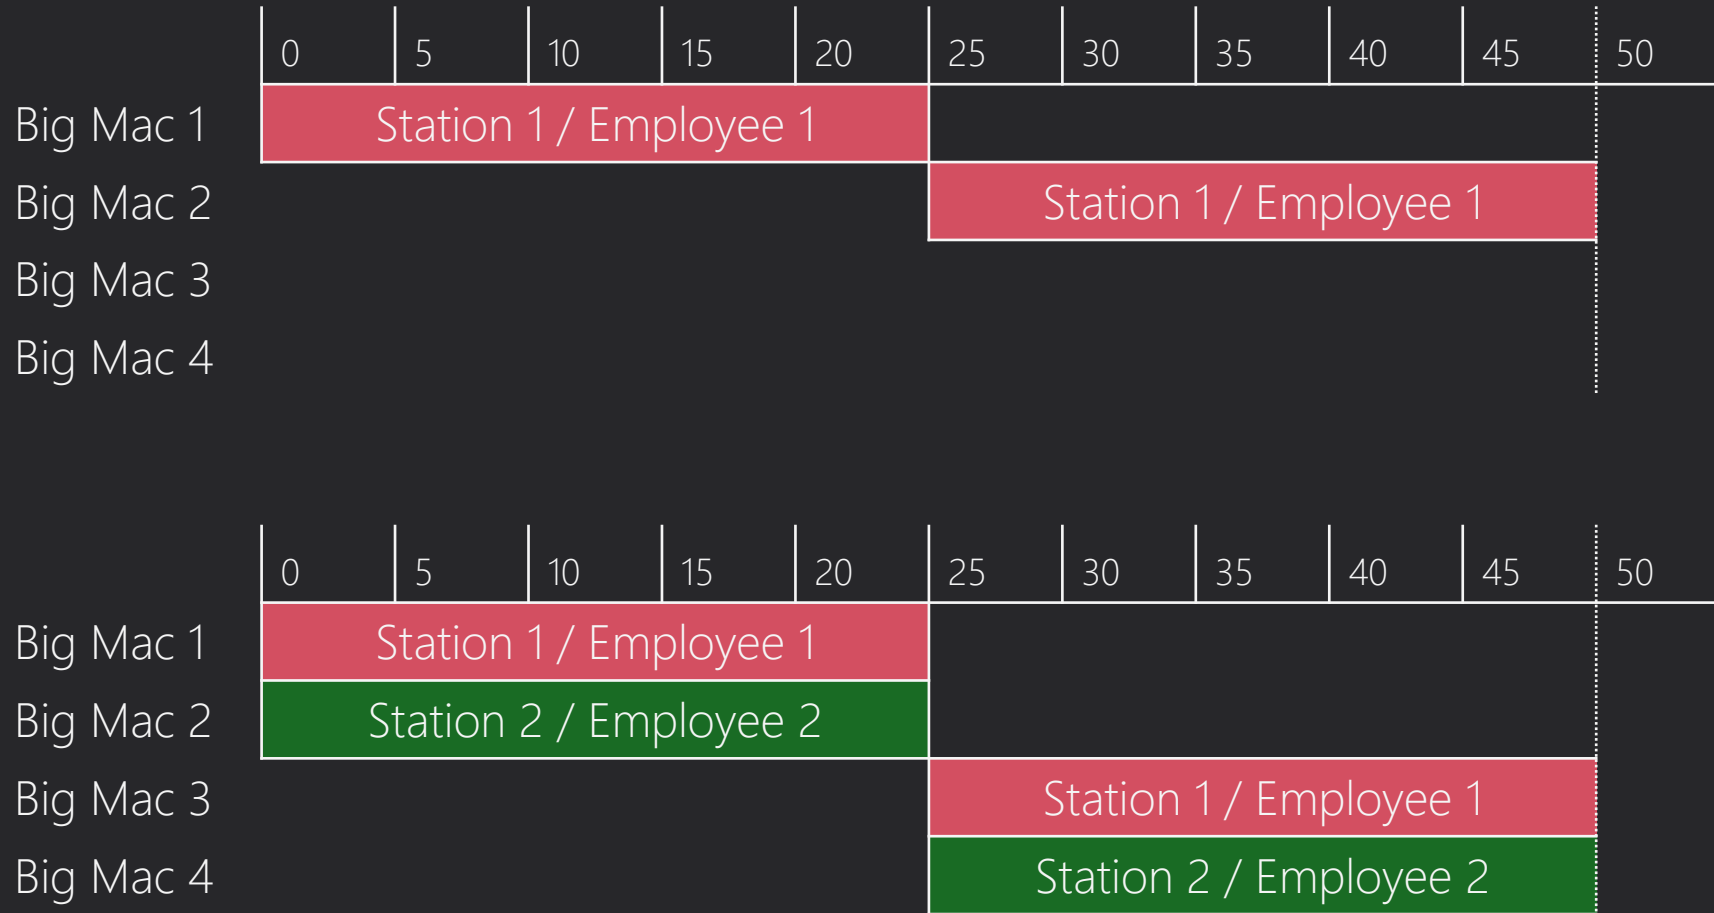 0 5 10 15 20 25 30 35 40 45 50
Big Mac 1 Station 1 / Employee 1
Big Mac 2 Station 1 / Employee 1
Big Mac 3
Big Mac 4
0 5 10 15 20 25 30 35 40 45 50
Big Mac 1 Station 1 / Employee 1
Big Mac 2 Station 2 / Employee 2
Big Mac 3 Station 1 / Employee 1
Big Mac 4 Station 2 / Employee 2